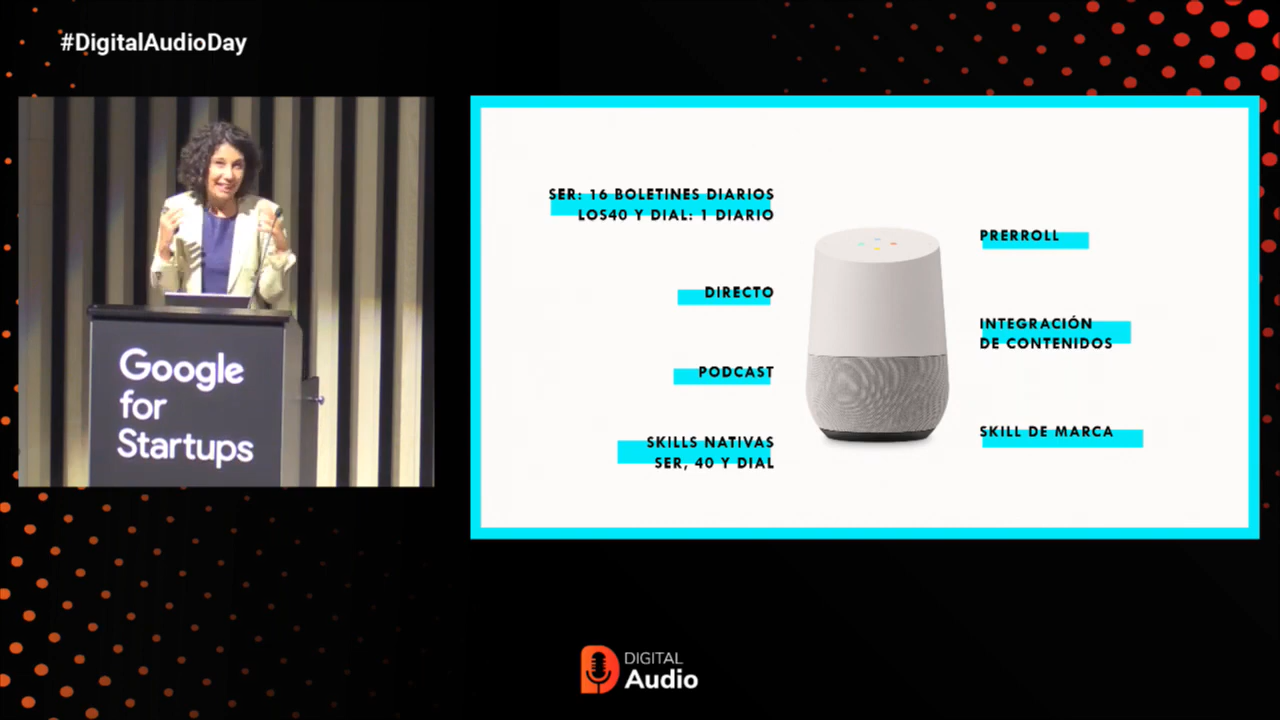 #DigitalAudioDay
Google
for
Startups
SER: 16 BOLETINES DIARIOS
LOS40 Y DIAL: 1 DIARIO
DIRECTO
PODCAST
SKILLS NATIVAS
SER, 40 Y DIAL
PRERROLL
INTEGRACIÓN
DE CONTENIDOS
SKILL DE MARCA
DIGITAL
Audio